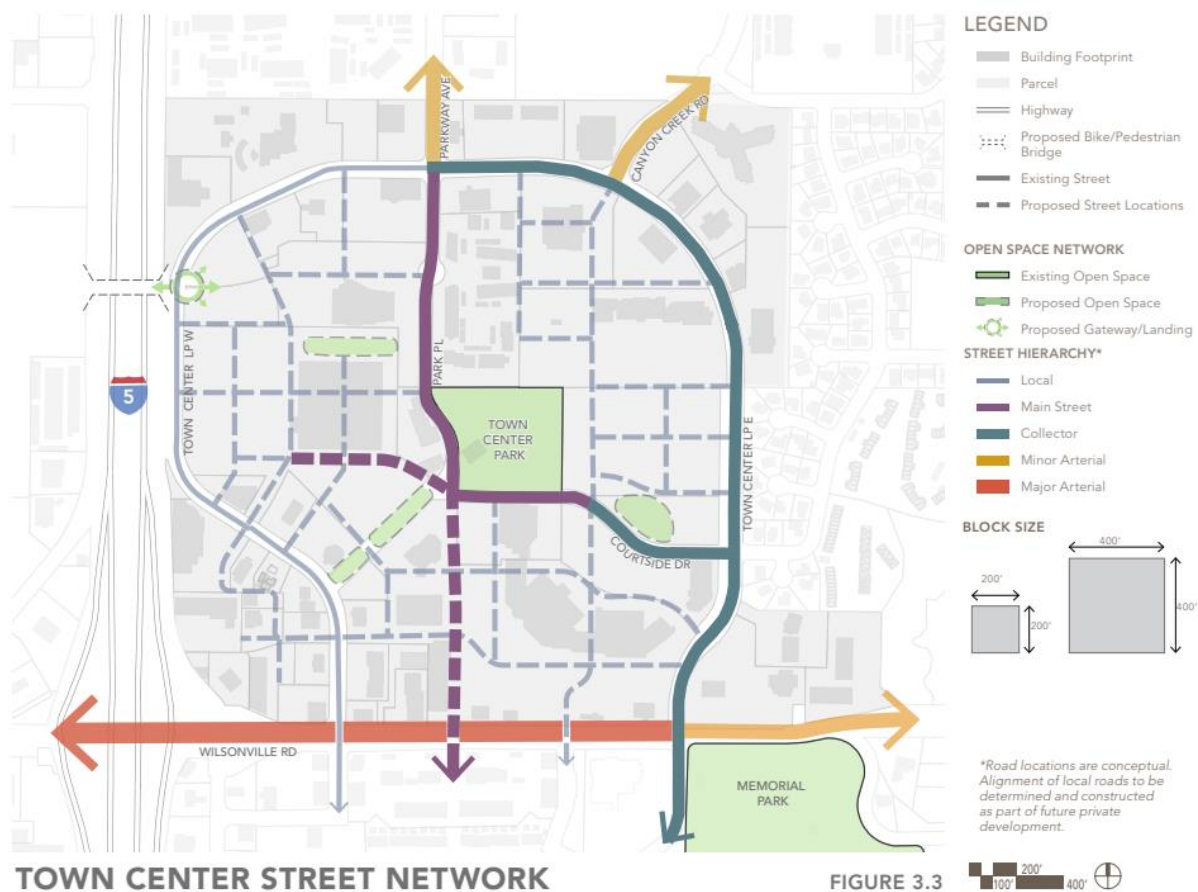 PARKWAY AVE
CANYON CREEK RD
5
TOWN CENTER LP W
PARK PL
TOWN
CENTER
PARK
TOWN CENTER LP E
COURTSIDE DR
WILSONVILLE RD
MEMORIAL
PARK
LEGEND
Building Footprint
Parcel
Highway
Proposed Bike/Pedestrian
Bridge
Existing Street
Proposed Street Locations
OPEN SPACE NETWORK
Existing Open Space
Proposed Open Space
Proposed Gateway/Landing
STREET HIERARCHY*
Local
Main Street
Collector
Minor Arterial
Major Arterial
BLOCK SIZE
400'
200'
200'
400'
*Road locations are conceptual.
Alignment of local roads to be
determined and constructed
as part of future private
development.
TOWN CENTER STREET NETWORK
FIGURE 3.3
200'
100'
400'